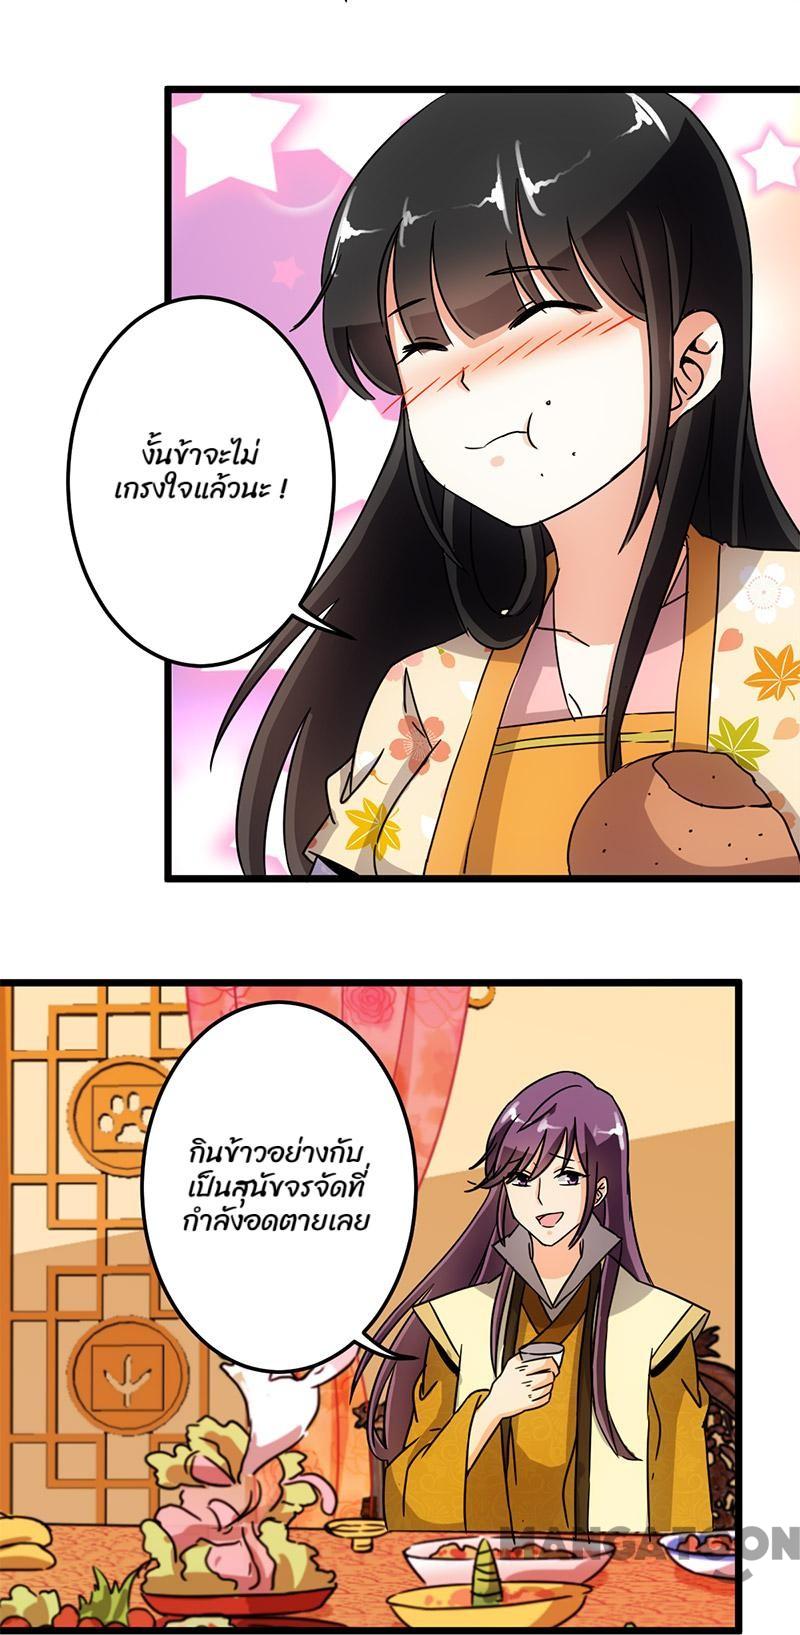 งั้นข้าจะไม่
เกรงใจแล้วนะ !
กินข้าวอย่างกับ
เป็นสุนัขจรจัดที่
กำลังอดตายเลย
MANGATOON